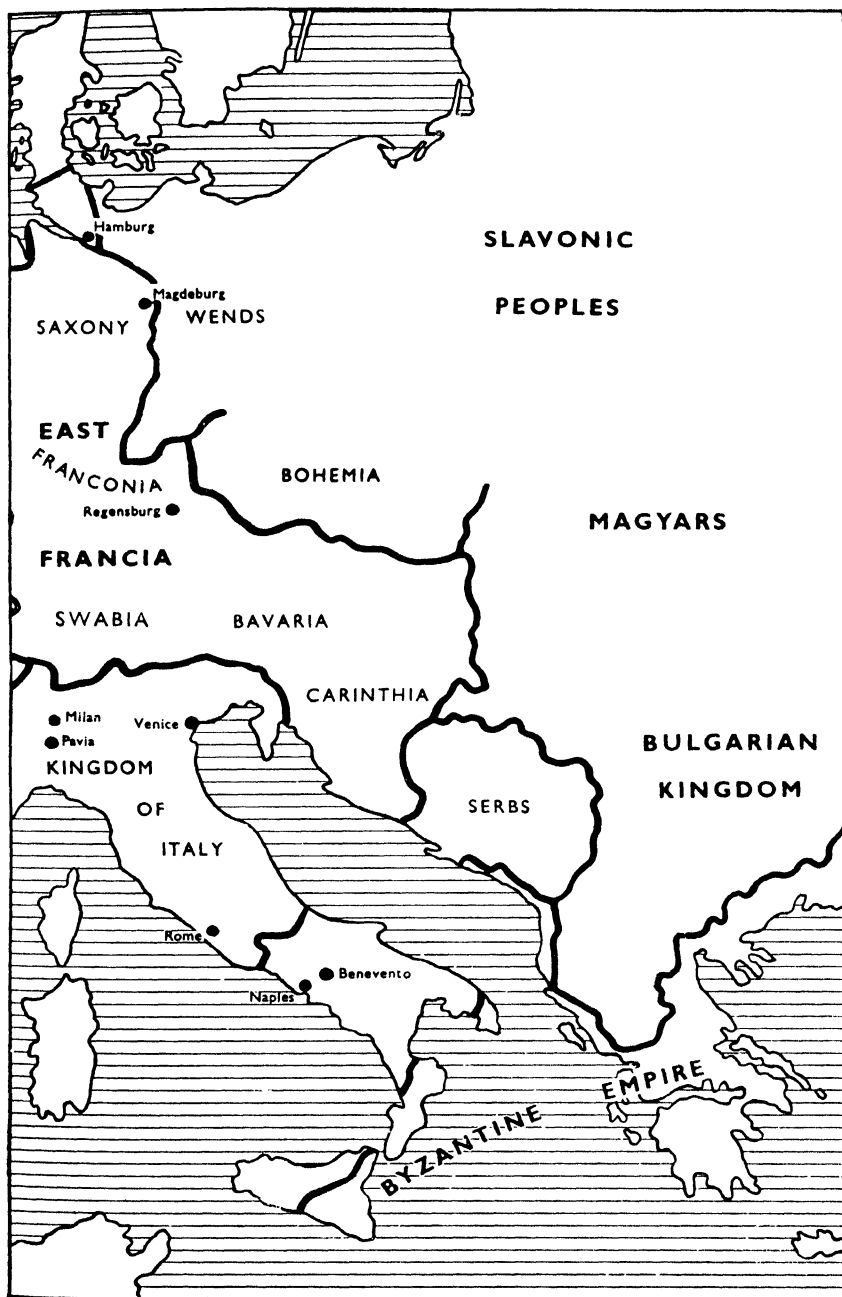 Hamburg
SLAVONIC
PEOPLES
Magdeburg
WENDS
SAXONY
EAST
FRANCONIA
BOHEMIA
Regensburg
MAGYARS
FRANCIA
SWABIA
BAVARIA
CARINTHIA
Milan
Venice
Pavia
KINGDOM
OF
ITALY
BULGARIAN
KINGDOM
SERBS
Rome
Benevento
Naples
BYZANTINE EMPIRE